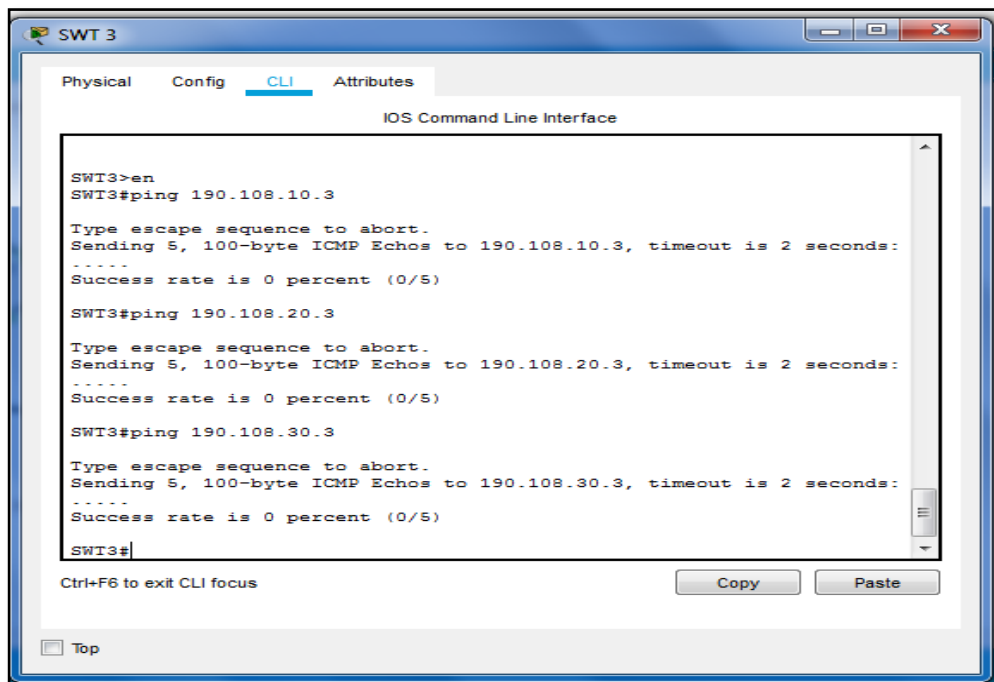 SWT 3
Physical Config CLI Attributes
IOS Command Line Interface
SWT3>en
SWT3#ping 190.108.10.3
Type escape sequence to abort.
Sending 5, 100-byte ICMP Echos to 190.108.10.3, timeout is 2 seconds:
.....
Success rate is 0 percent (0/5)
SWT3#ping 190.108.20.3
Type escape sequence to abort.
Sending 5, 100-byte ICMP Echos to 190.108.20.3, timeout is 2 seconds:
.....
Success rate is 0 percent (0/5)
SWT3#ping 190.108.30.3
Type escape sequence to abort.
Sending 5, 100-byte ICMP Echos to 190.108.30.3, timeout is 2 seconds:
.....
Success rate is 0 percent (0/5)
SWT3#
Ctrl+F6 to exit CLI focus
Copy Paste
Top